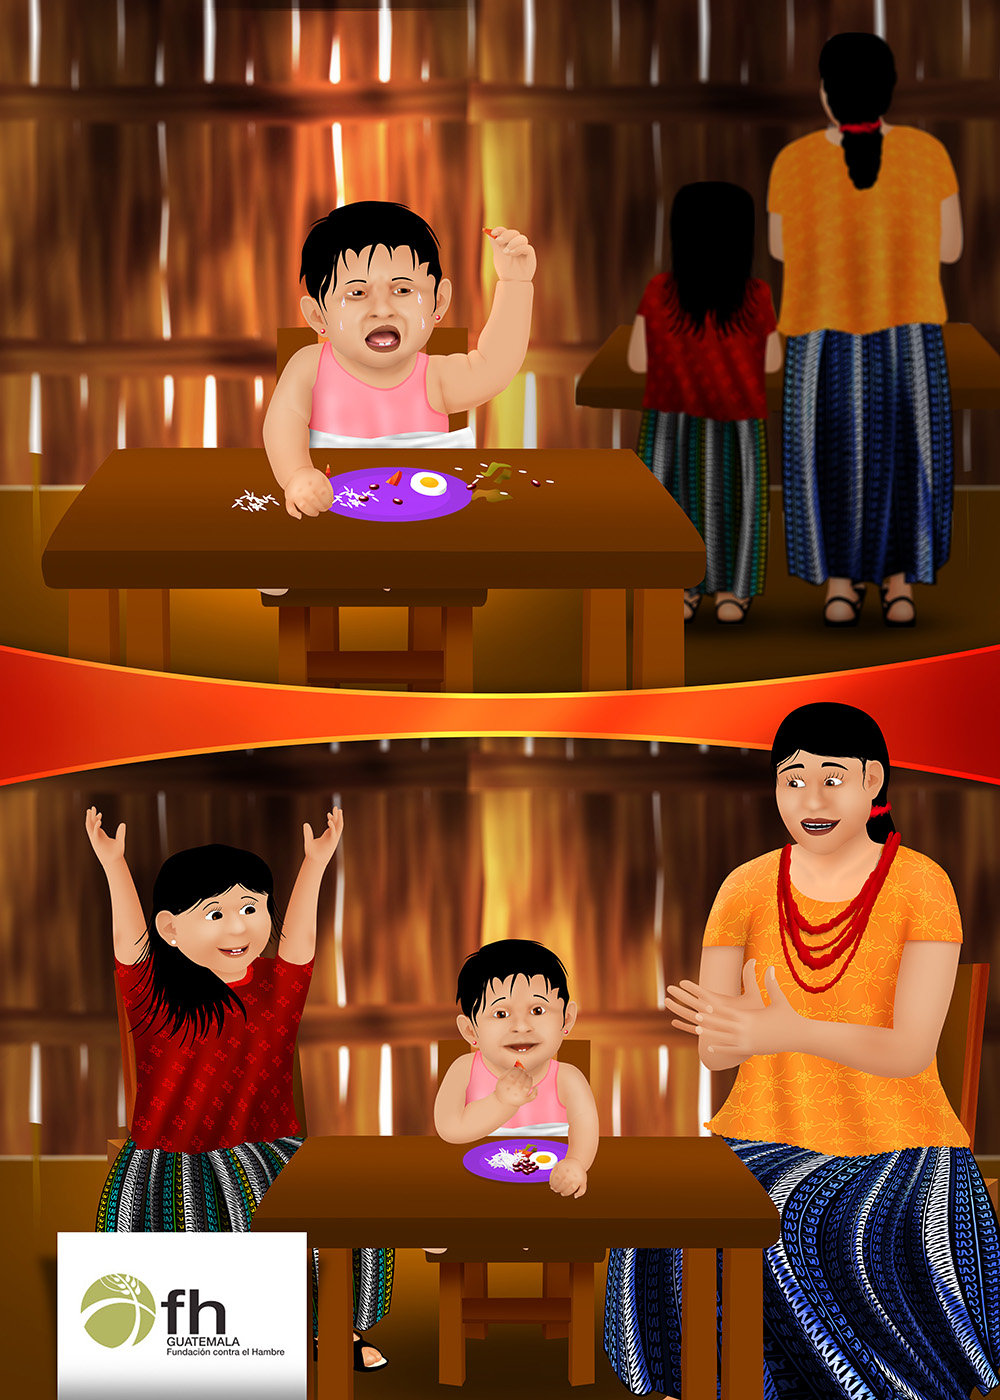 fh
GUATEMALA
Fundación contra el Hambre